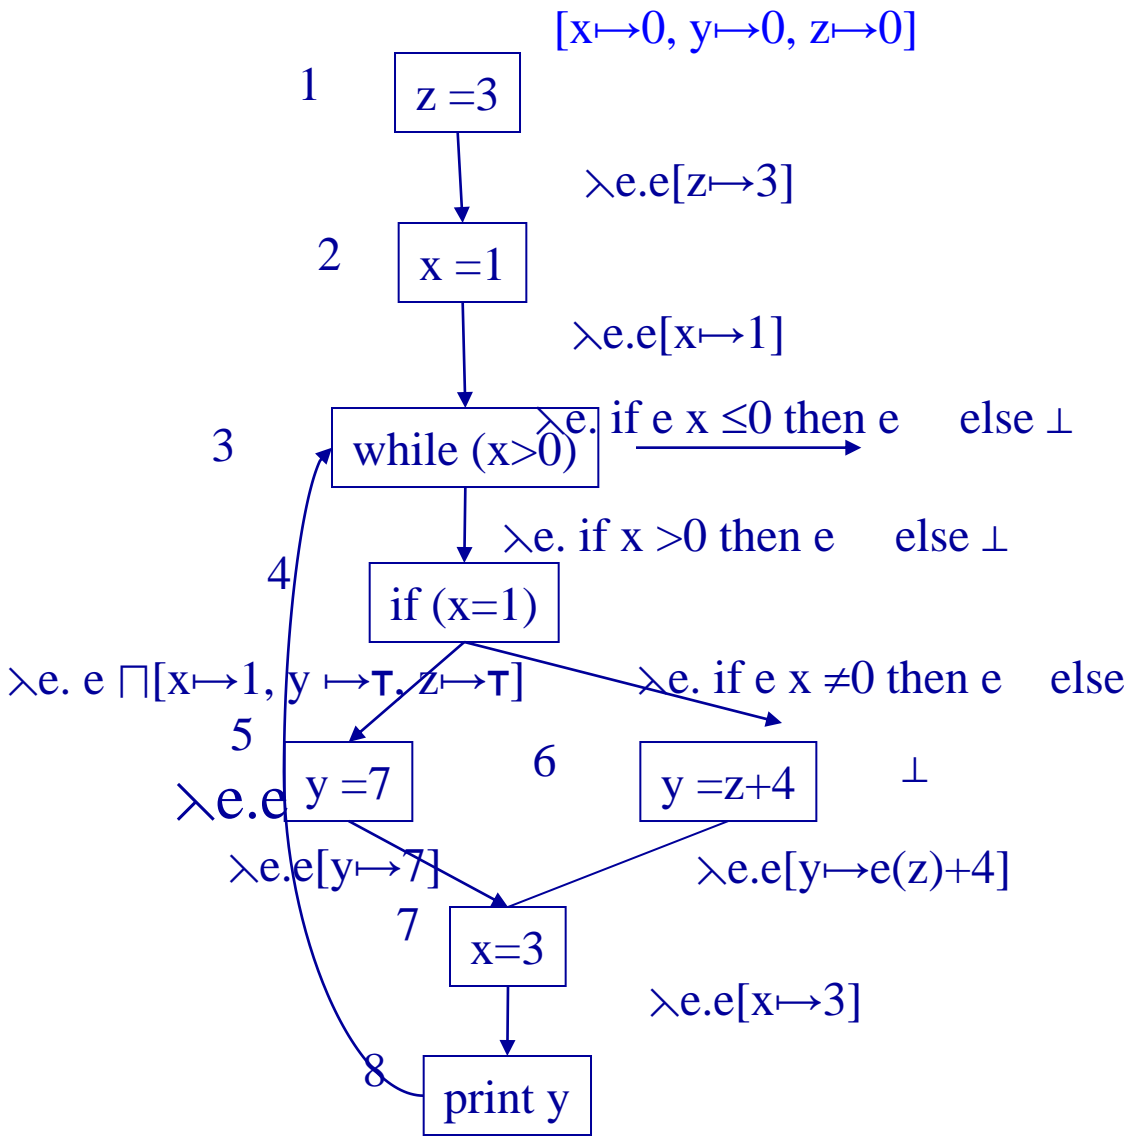 [x↦0, y↦0, z↦0]
1
z =3
λe.e[z↦3]
2
x =1
λe.e[x↦1]
λe. if e x ≤0 then e else ⊥
3
while (x>0)
λe. if x >0 then e else ⊥
4
if (x=1)
λe. e ⊓[x↦1, y ↦⊤, z↦⊤]
λe. if e x ≠0 then e else
⊥
5
y =7
6
y =z+4
λe.e
λe.e[y↦7]
λe.e[y↦e(z)+4]
7
x=3
λe.e[x↦3]
8
print y